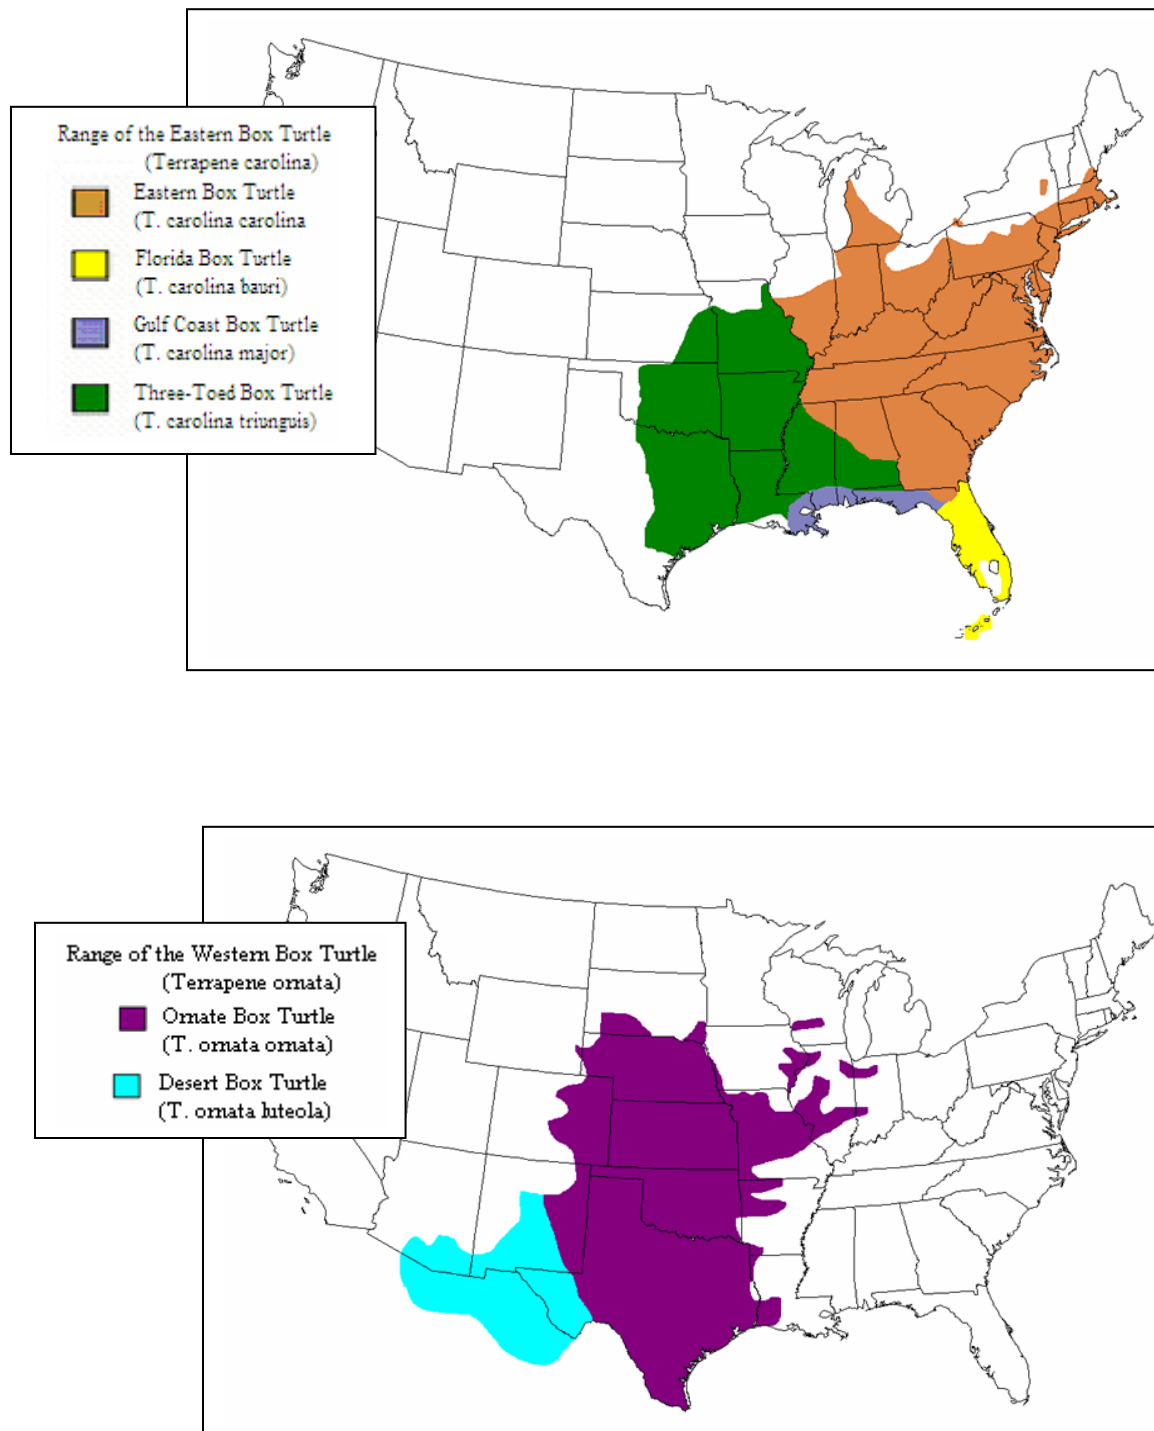 Range of the Eastern Box Turtle
(Terrapene carolina)
Eastern Box Turtle
(T. carolina carolina
Florida Box Turtle
(T. carolina bauri)
Gulf Coast Box Turtle
(T. carolina major)
Three-Toed Box Turtle
(T. carolina triunguis)
Range of the Western Box Turtle
(Terrapene ornata)
Ornate Box Turtle
(T. ornata ornata)
Desert Box Turtle
(T. ornata luteola)